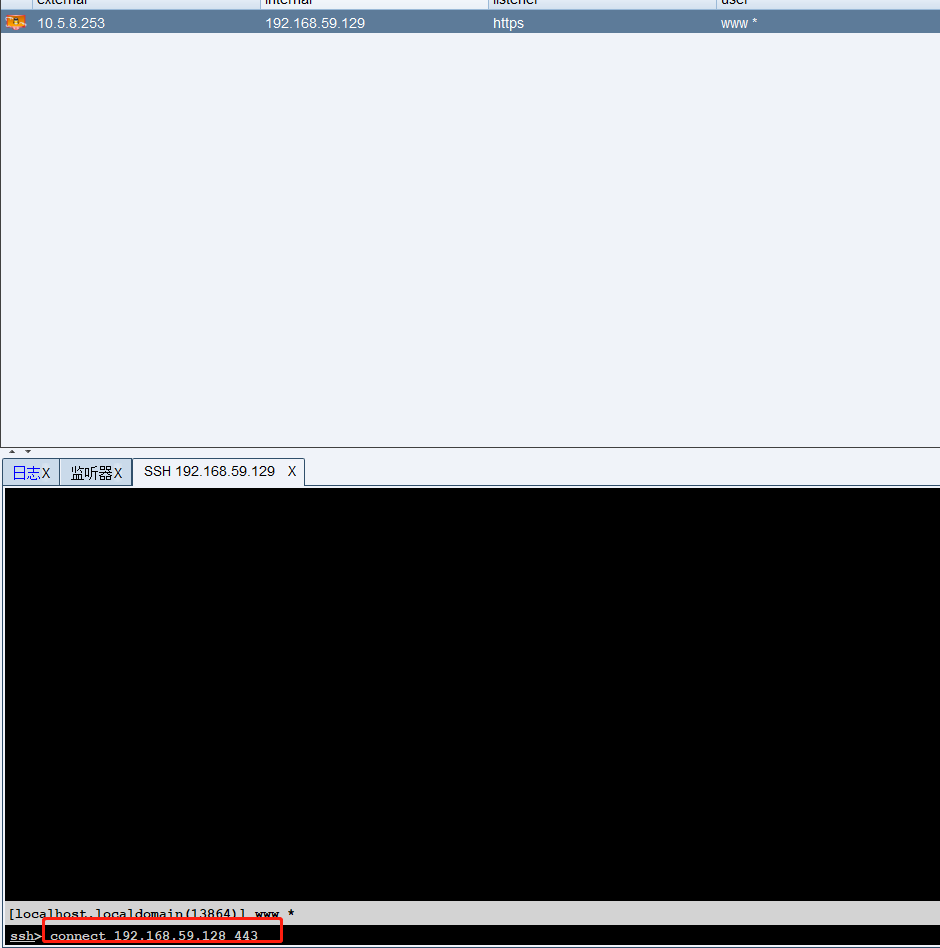 external internal listener user
10.5.8.253 192.168.59.129 https www *
日志X 监听器X SSH 192.168.59.129 X
[localhost.localdomain(13864)] www *
ssh> connect 192.168.59.128 443